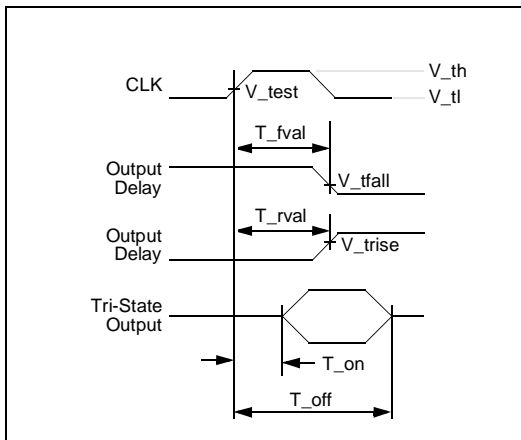 V_th
CLK
V_test
V_tl
T_fval
Output
Delay
V_tfall
T_rval
Output
Delay
V_trise
Tri-State
Output
T_on
T_off